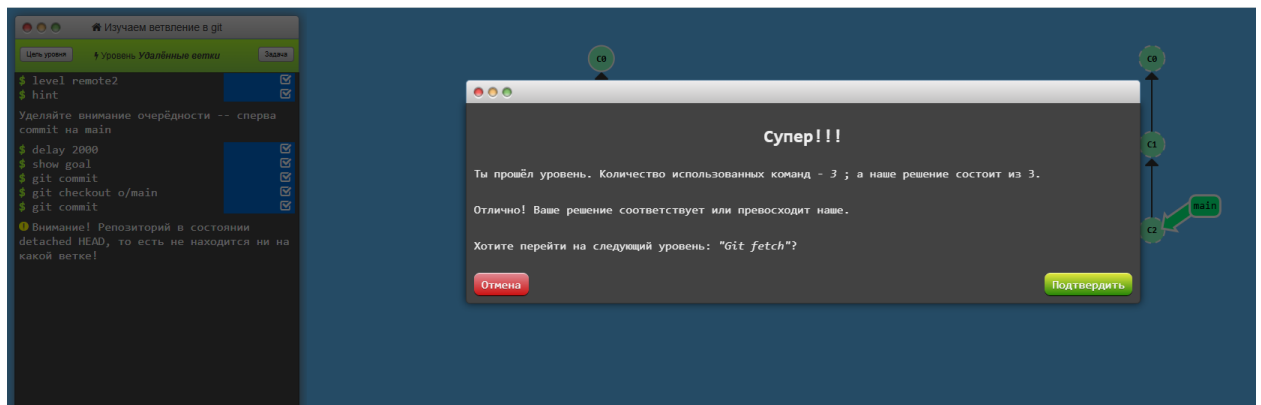 Изучаем ветвление в git
Цель уровня
Уровень Удалённые ветки
Задача
$ level remote2
$ hint
Уделяйте внимание очерёдности -- сперва
commit на main
$ delay 2000
$ show goal
$ git commit
$ git checkout o/main
$ git commit
Внимание! Репозиторий в состоянии
detached HEAD, то есть не находится ни на
какой ветке!
C0
Супер!!!
Ты прошёл уровень. Количество использованных команд - 3 ; а наше решение состоит из 3.
Отлично! Ваше решение соответствует или превосходит наше.
Хотите перейти на следующий уровень: "Git fetch"?
Отмена
Подтвердить
C0
C1
main
C2